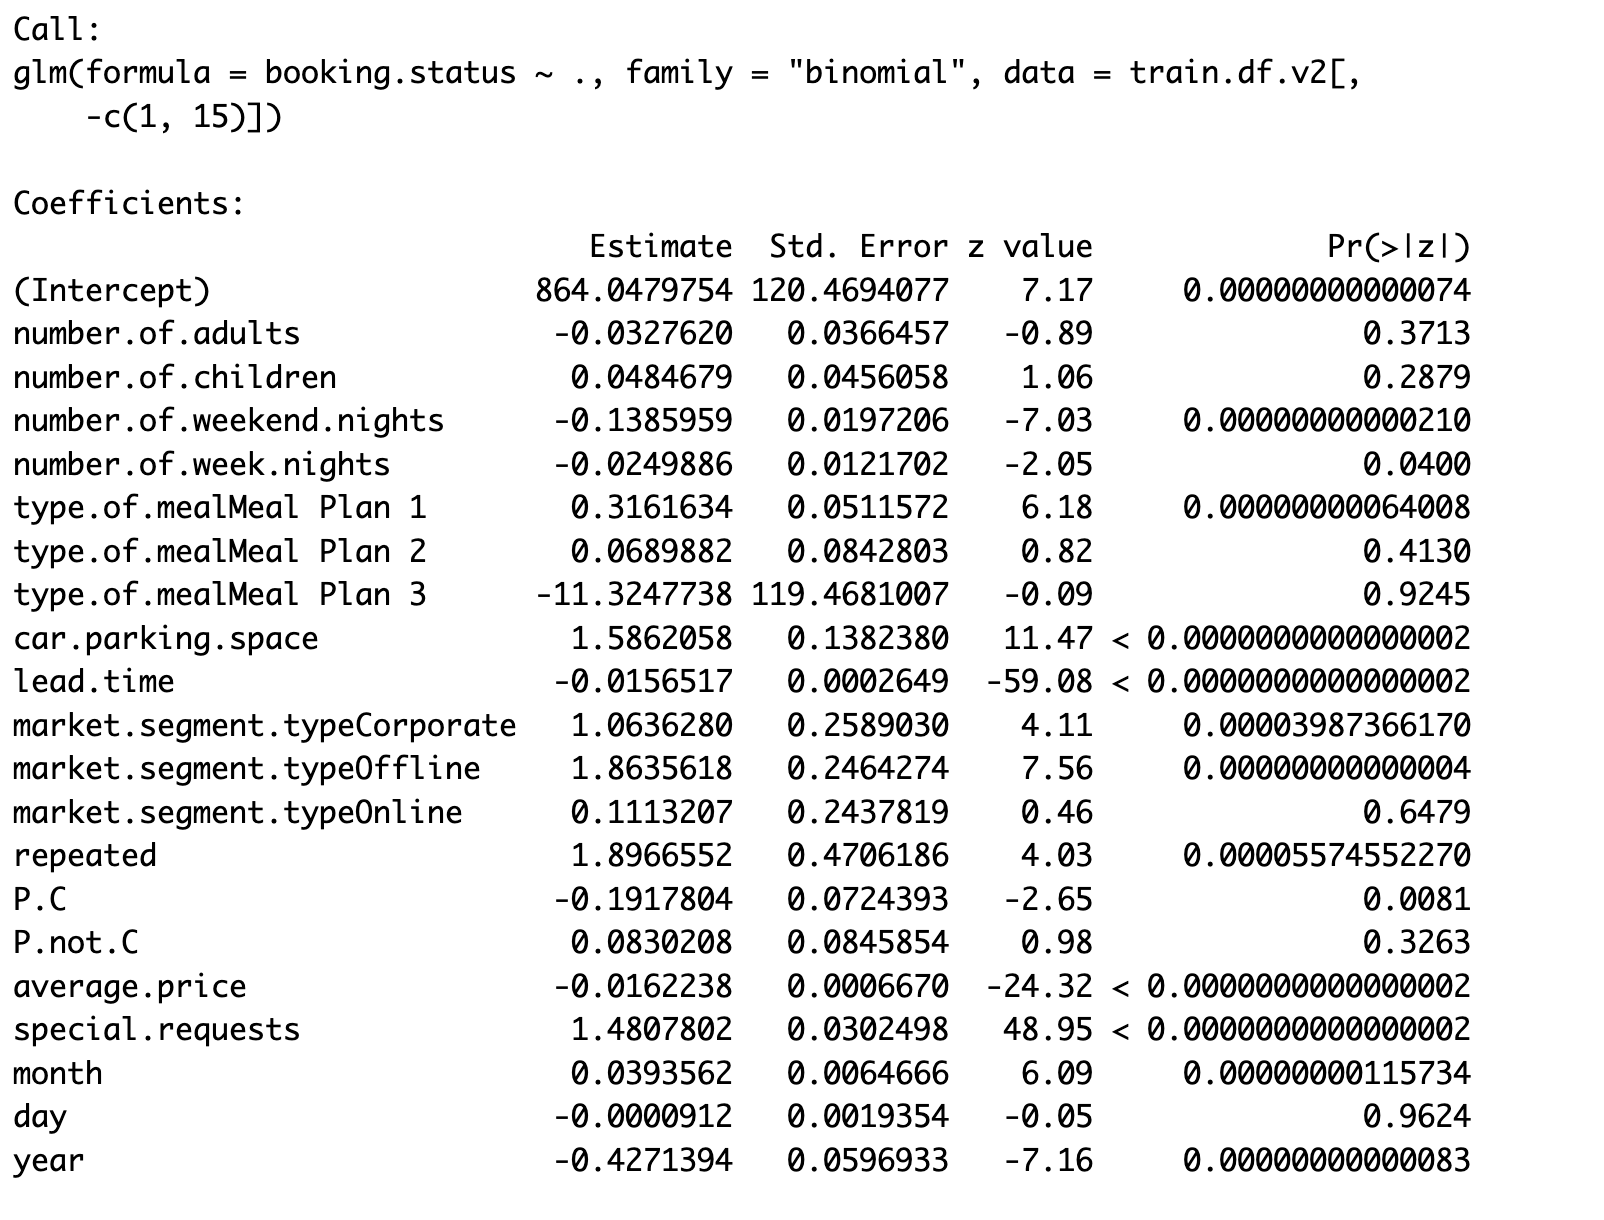 Call:
glm(formula = booking.status ~ ., family = "binomial", data = train.df.v2[,
    -c(1, 15)])

Coefficients:
                               Estimate  Std. Error z value             Pr(>|z|)
(Intercept)                 864.0479754 120.4694077    7.17     0.00000000000074
number.of.adults             -0.0327620   0.0366457   -0.89               0.3713
number.of.children            0.0484679   0.0456058    1.06               0.2879
number.of.weekend.nights     -0.1385959   0.0197206   -7.03     0.00000000000210
number.of.week.nights        -0.0249886   0.0121702   -2.05               0.0400
type.of.mealMeal Plan 1       0.3161634   0.0511572    6.18     0.00000000064008
type.of.mealMeal Plan 2       0.0689882   0.0842803    0.82               0.4130
type.of.mealMeal Plan 3     -11.3247738 119.4681007   -0.09               0.9245
car.parking.space             1.5862058   0.1382380   11.47 < 0.0000000000000002
lead.time                    -0.0156517   0.0002649  -59.08 < 0.0000000000000002
market.segment.typeCorporate   1.0636280   0.2589030    4.11     0.00003987366170
market.segment.typeOffline    1.8635618   0.2464274    7.56     0.00000000000004
market.segment.typeOnline     0.1113207   0.2437819    0.46               0.6479
repeated                      1.8966552   0.4706186    4.03     0.00005574552270
P.C                          -0.1917804   0.0724393   -2.65               0.0081
P.not.C                       0.0830208   0.0845854    0.98               0.3263
average.price                -0.0162238   0.0006670  -24.32 < 0.0000000000000002
special.requests              1.4807802   0.0302498   48.95 < 0.0000000000000002
month                         0.0393562   0.0064666    6.09     0.00000000115734
day                          -0.0000912   0.0019354   -0.05               0.9624
year                         -0.4271394   0.0596933   -7.16     0.00000000000083